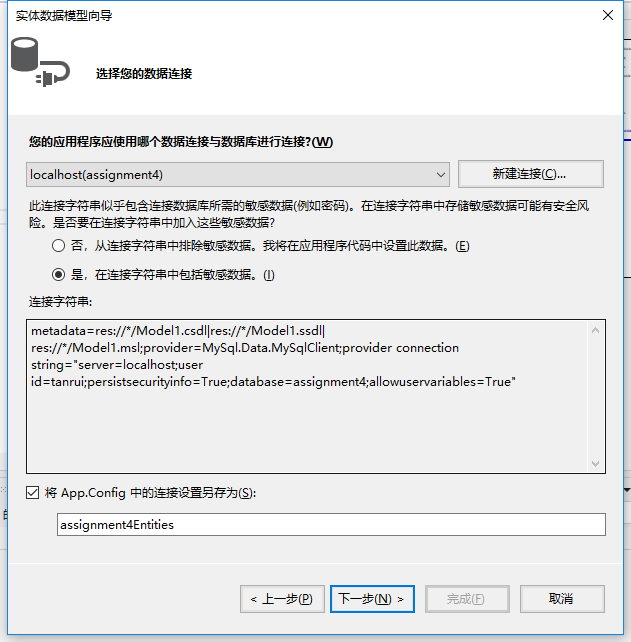 实体数据模型向导
选择您的数据连接
您的应用程序应使用哪个数据连接与数据库进行连接?(W)
localhost(assignment4)
新建连接(C)...
此连接字符串似乎包含连接数据库所需的敏感数据(例如密码)。在连接字符串中存储敏感数据可能有安全风
险。是否要在连接字符串中加入这些敏感数据?
否，从连接字符串中排除敏感数据。我将在应用程序代码中设置此数据。(E)
是，在连接字符串中包括敏感数据。(I)
连接字符串:
metadata=res://*/Model1.csdl|res://*/Model1.ssdl|
res://*/Model1.msl;provider=MySql.Data.MySqlClient;provider connection
string="server=localhost;user
id=tanrui;persistsecurityinfo=True;database=assignment4;allowuservariables=True"
将 App.Config 中的连接设置另存为(S):
assignment4Entities
< 上一步(P)
下一步(N) >
完成(F)
取消